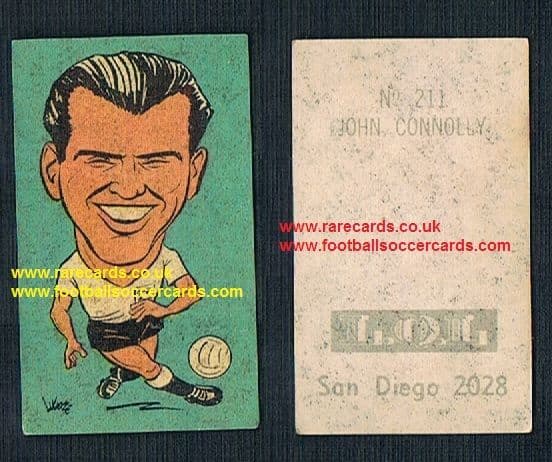 www.rarecards.co.uk
www.footballsoccercards.com
Nº 211
JOHN CONNOLLY
www.rarecards.co.uk
www.footballsoccercards.com
San Diego 2028